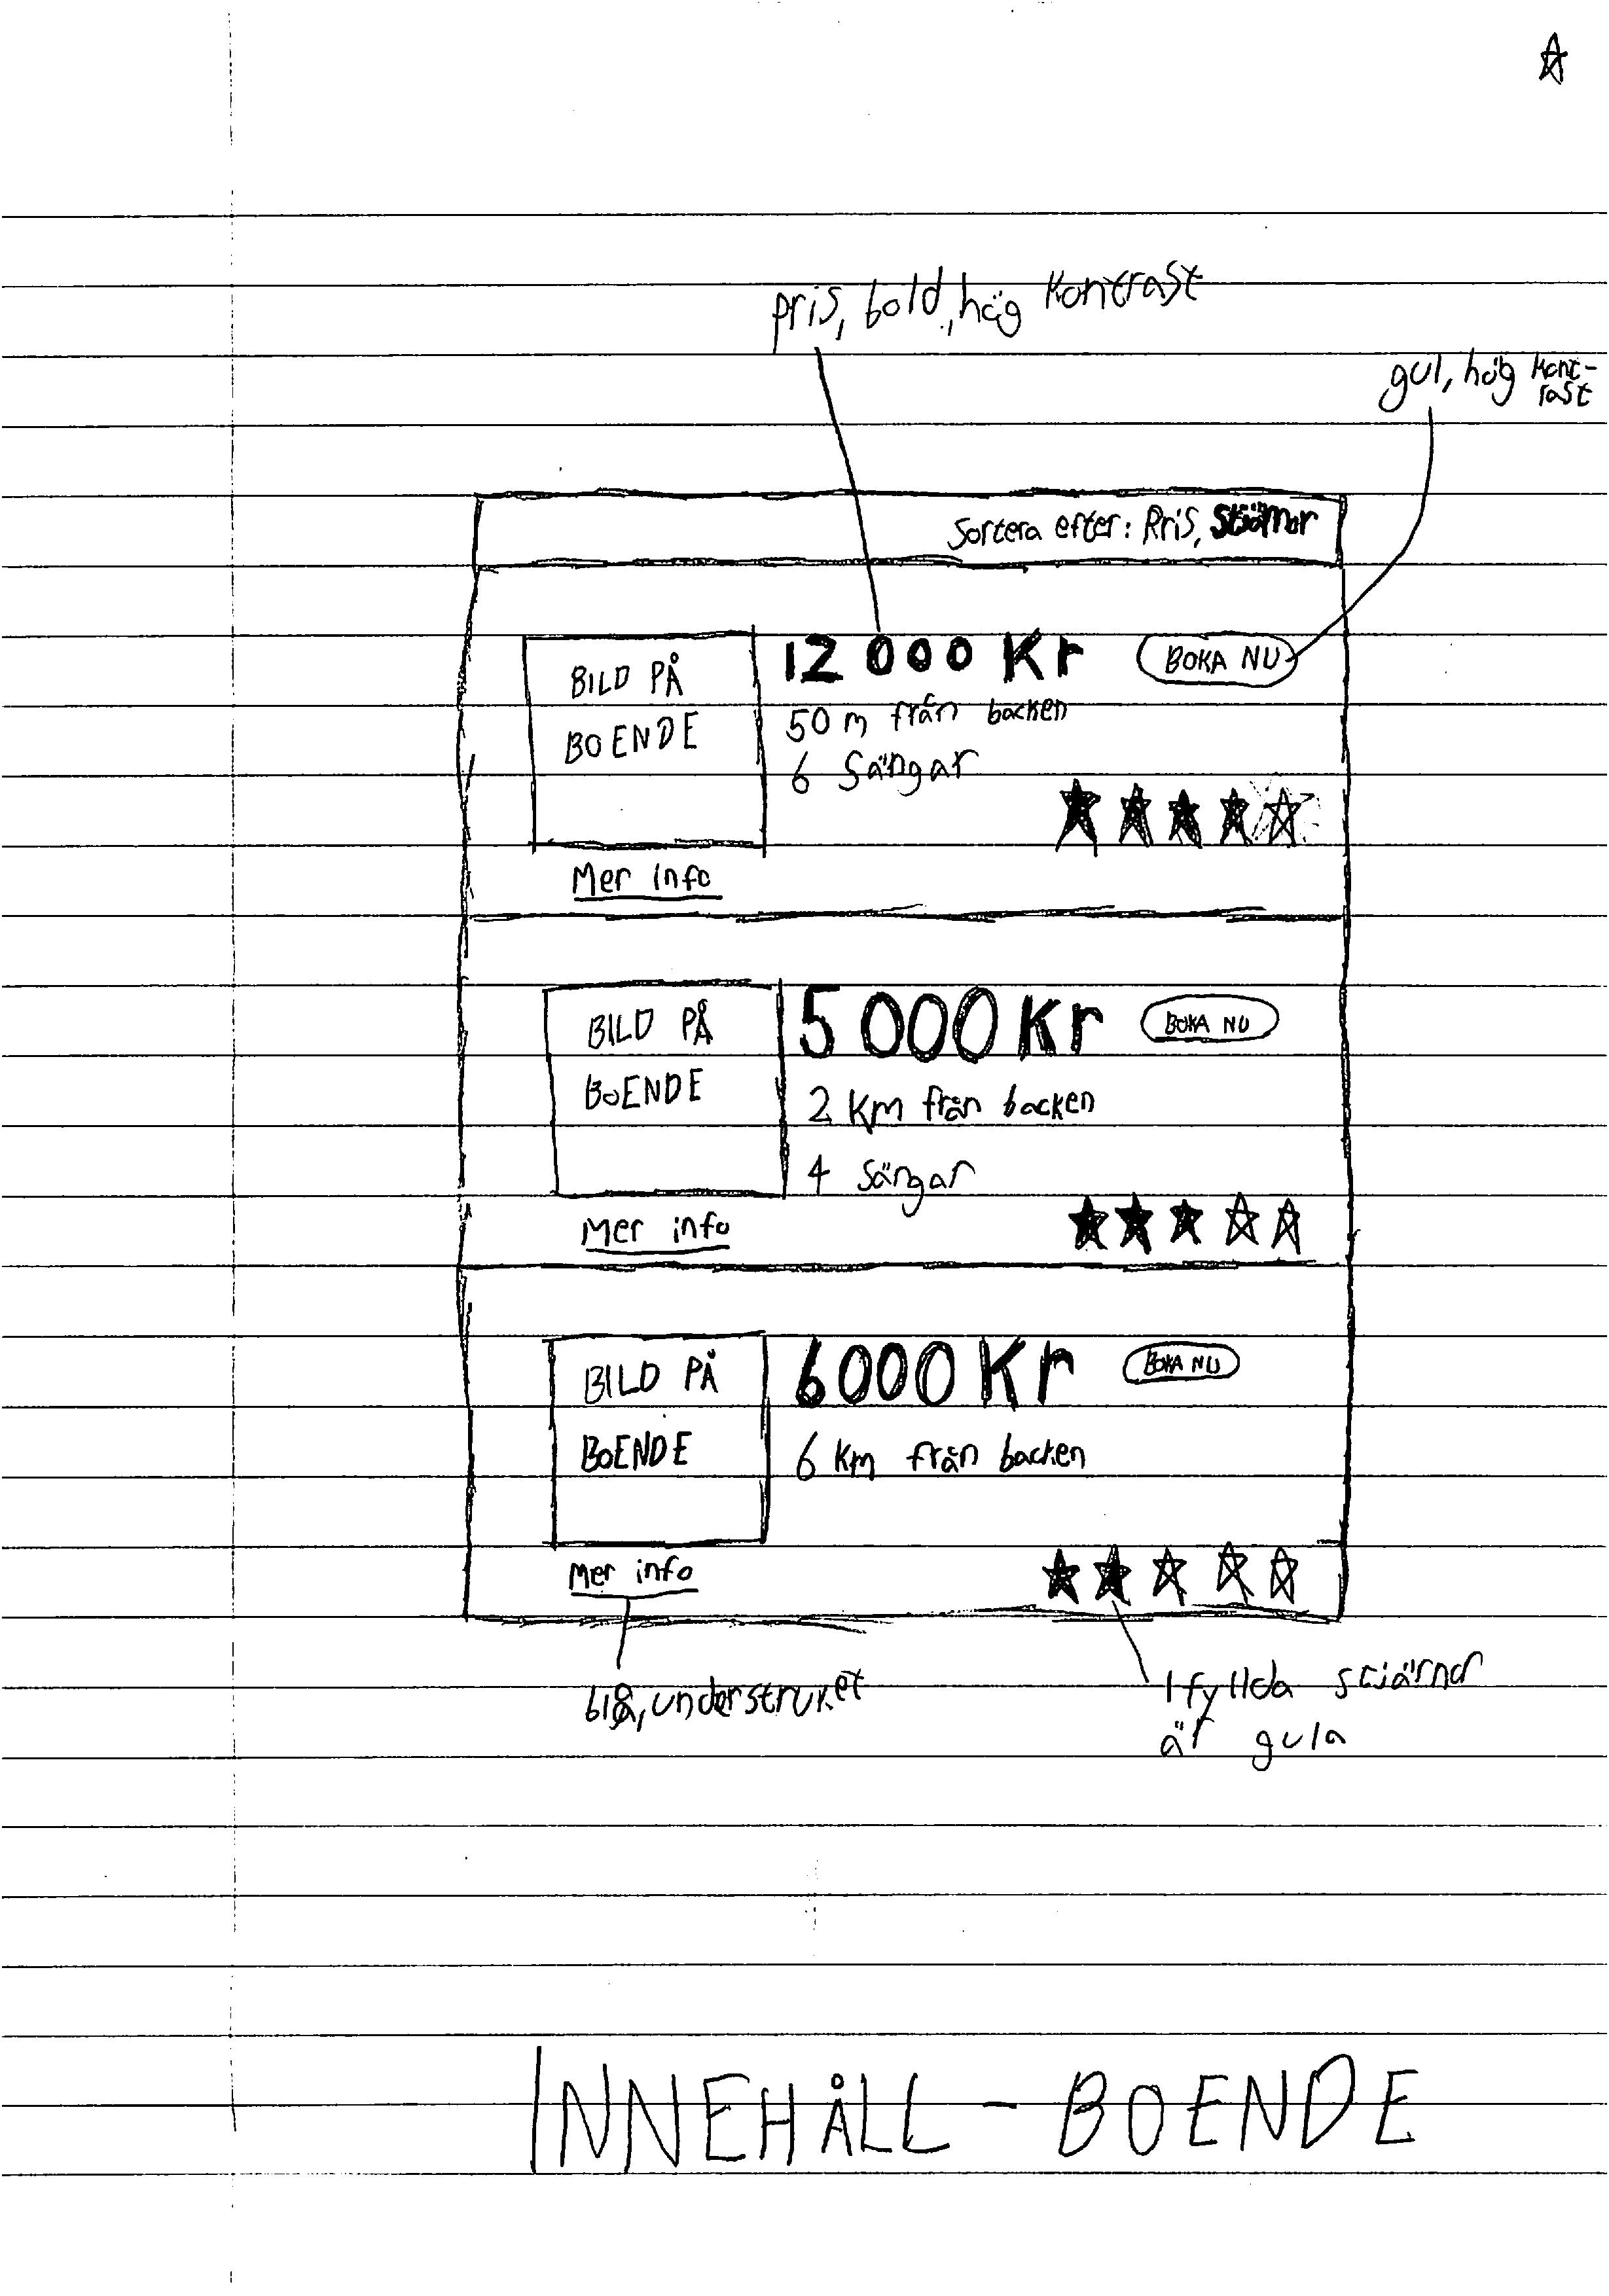 pris, bold, hög kontrast
gul, hög kont-
rast
Sortera efter: Pris, Stjärnor
BILD PÅ
BOENDE
12 000 Kr
BOKA NU
50 m från backen
6 Sängar
Mer info
BILD PÅ
BOENDE
5 000 Kr
BOKA NU
2 Km från backen
4 Sängar
Mer info
BILD PÅ
BOENDE
6000 Kr
BOKA NU
6 Km från backen
Mer info
blå, understruket
Ifyllda stjärnor
är gula
INNEHÅLL - BOENDE